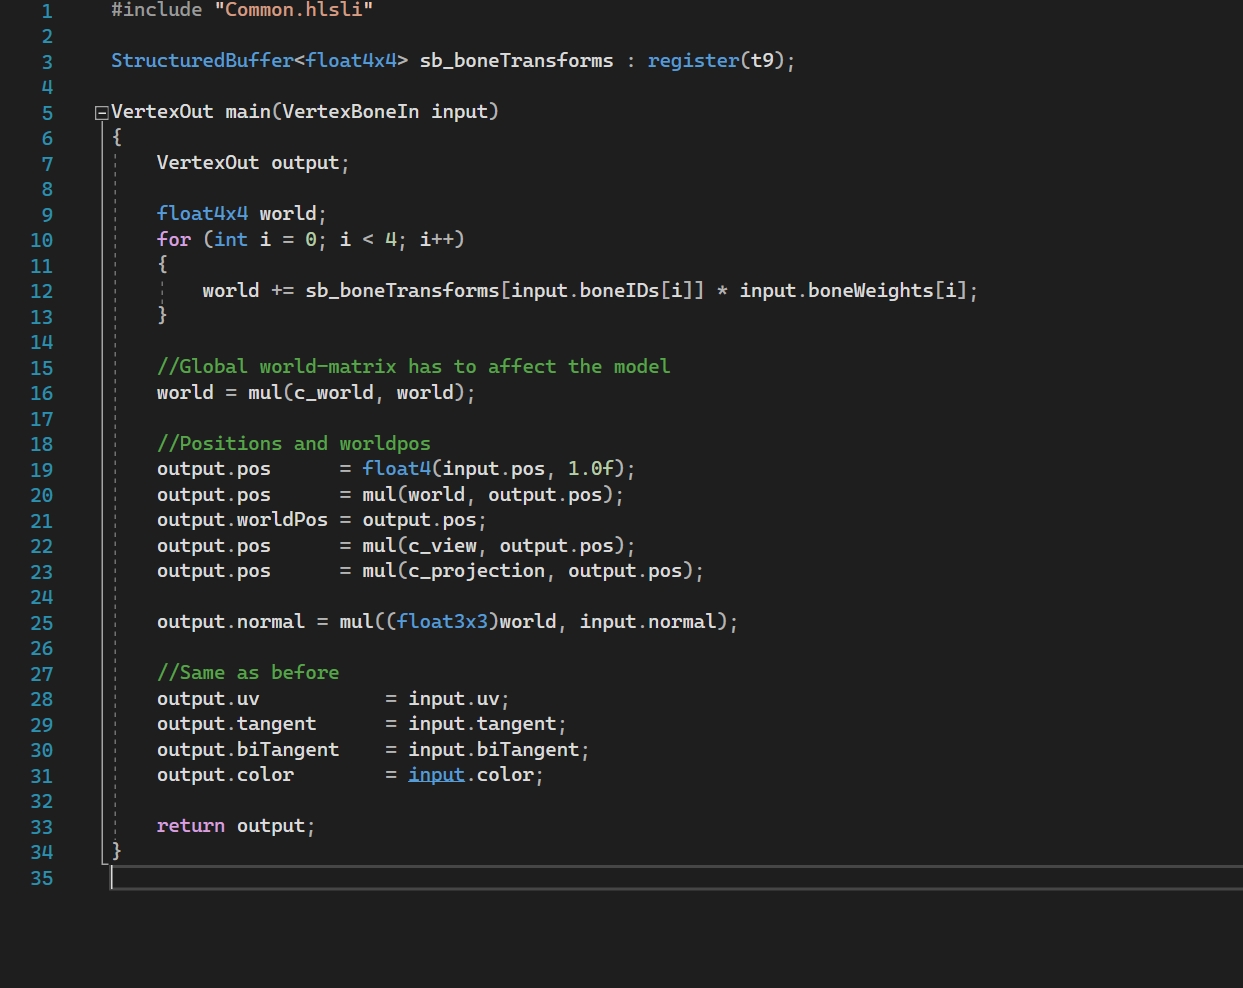 1 #include "Common.hlsli"
2
3 StructuredBuffer<float4x4> sb_boneTransforms : register(t9);
4
5 VertexOut main(VertexBoneIn input)
6 {
7     VertexOut output;
8
9     float4x4 world;
10     for (int i = 0; i < 4; i++)
11     {
12         world += sb_boneTransforms[input.boneIDs[i]] * input.boneWeights[i];
13     }
14
15     //Global world-matrix has to affect the model
16     world = mul(c_world, world);
17
18     //Positions and worldpos
19     output.pos      = float4(input.pos, 1.0f);
20     output.pos      = mul(world, output.pos);
21     output.worldPos = output.pos;
22     output.pos      = mul(c_view, output.pos);
23     output.pos      = mul(c_projection, output.pos);
24
25     output.normal = mul((float3x3)world, input.normal);
26
27     //Same as before
28     output.uv           = input.uv;
29     output.tangent      = input.tangent;
30     output.biTangent    = input.biTangent;
31     output.color        = input.color;
32
33     return output;
34 }
35